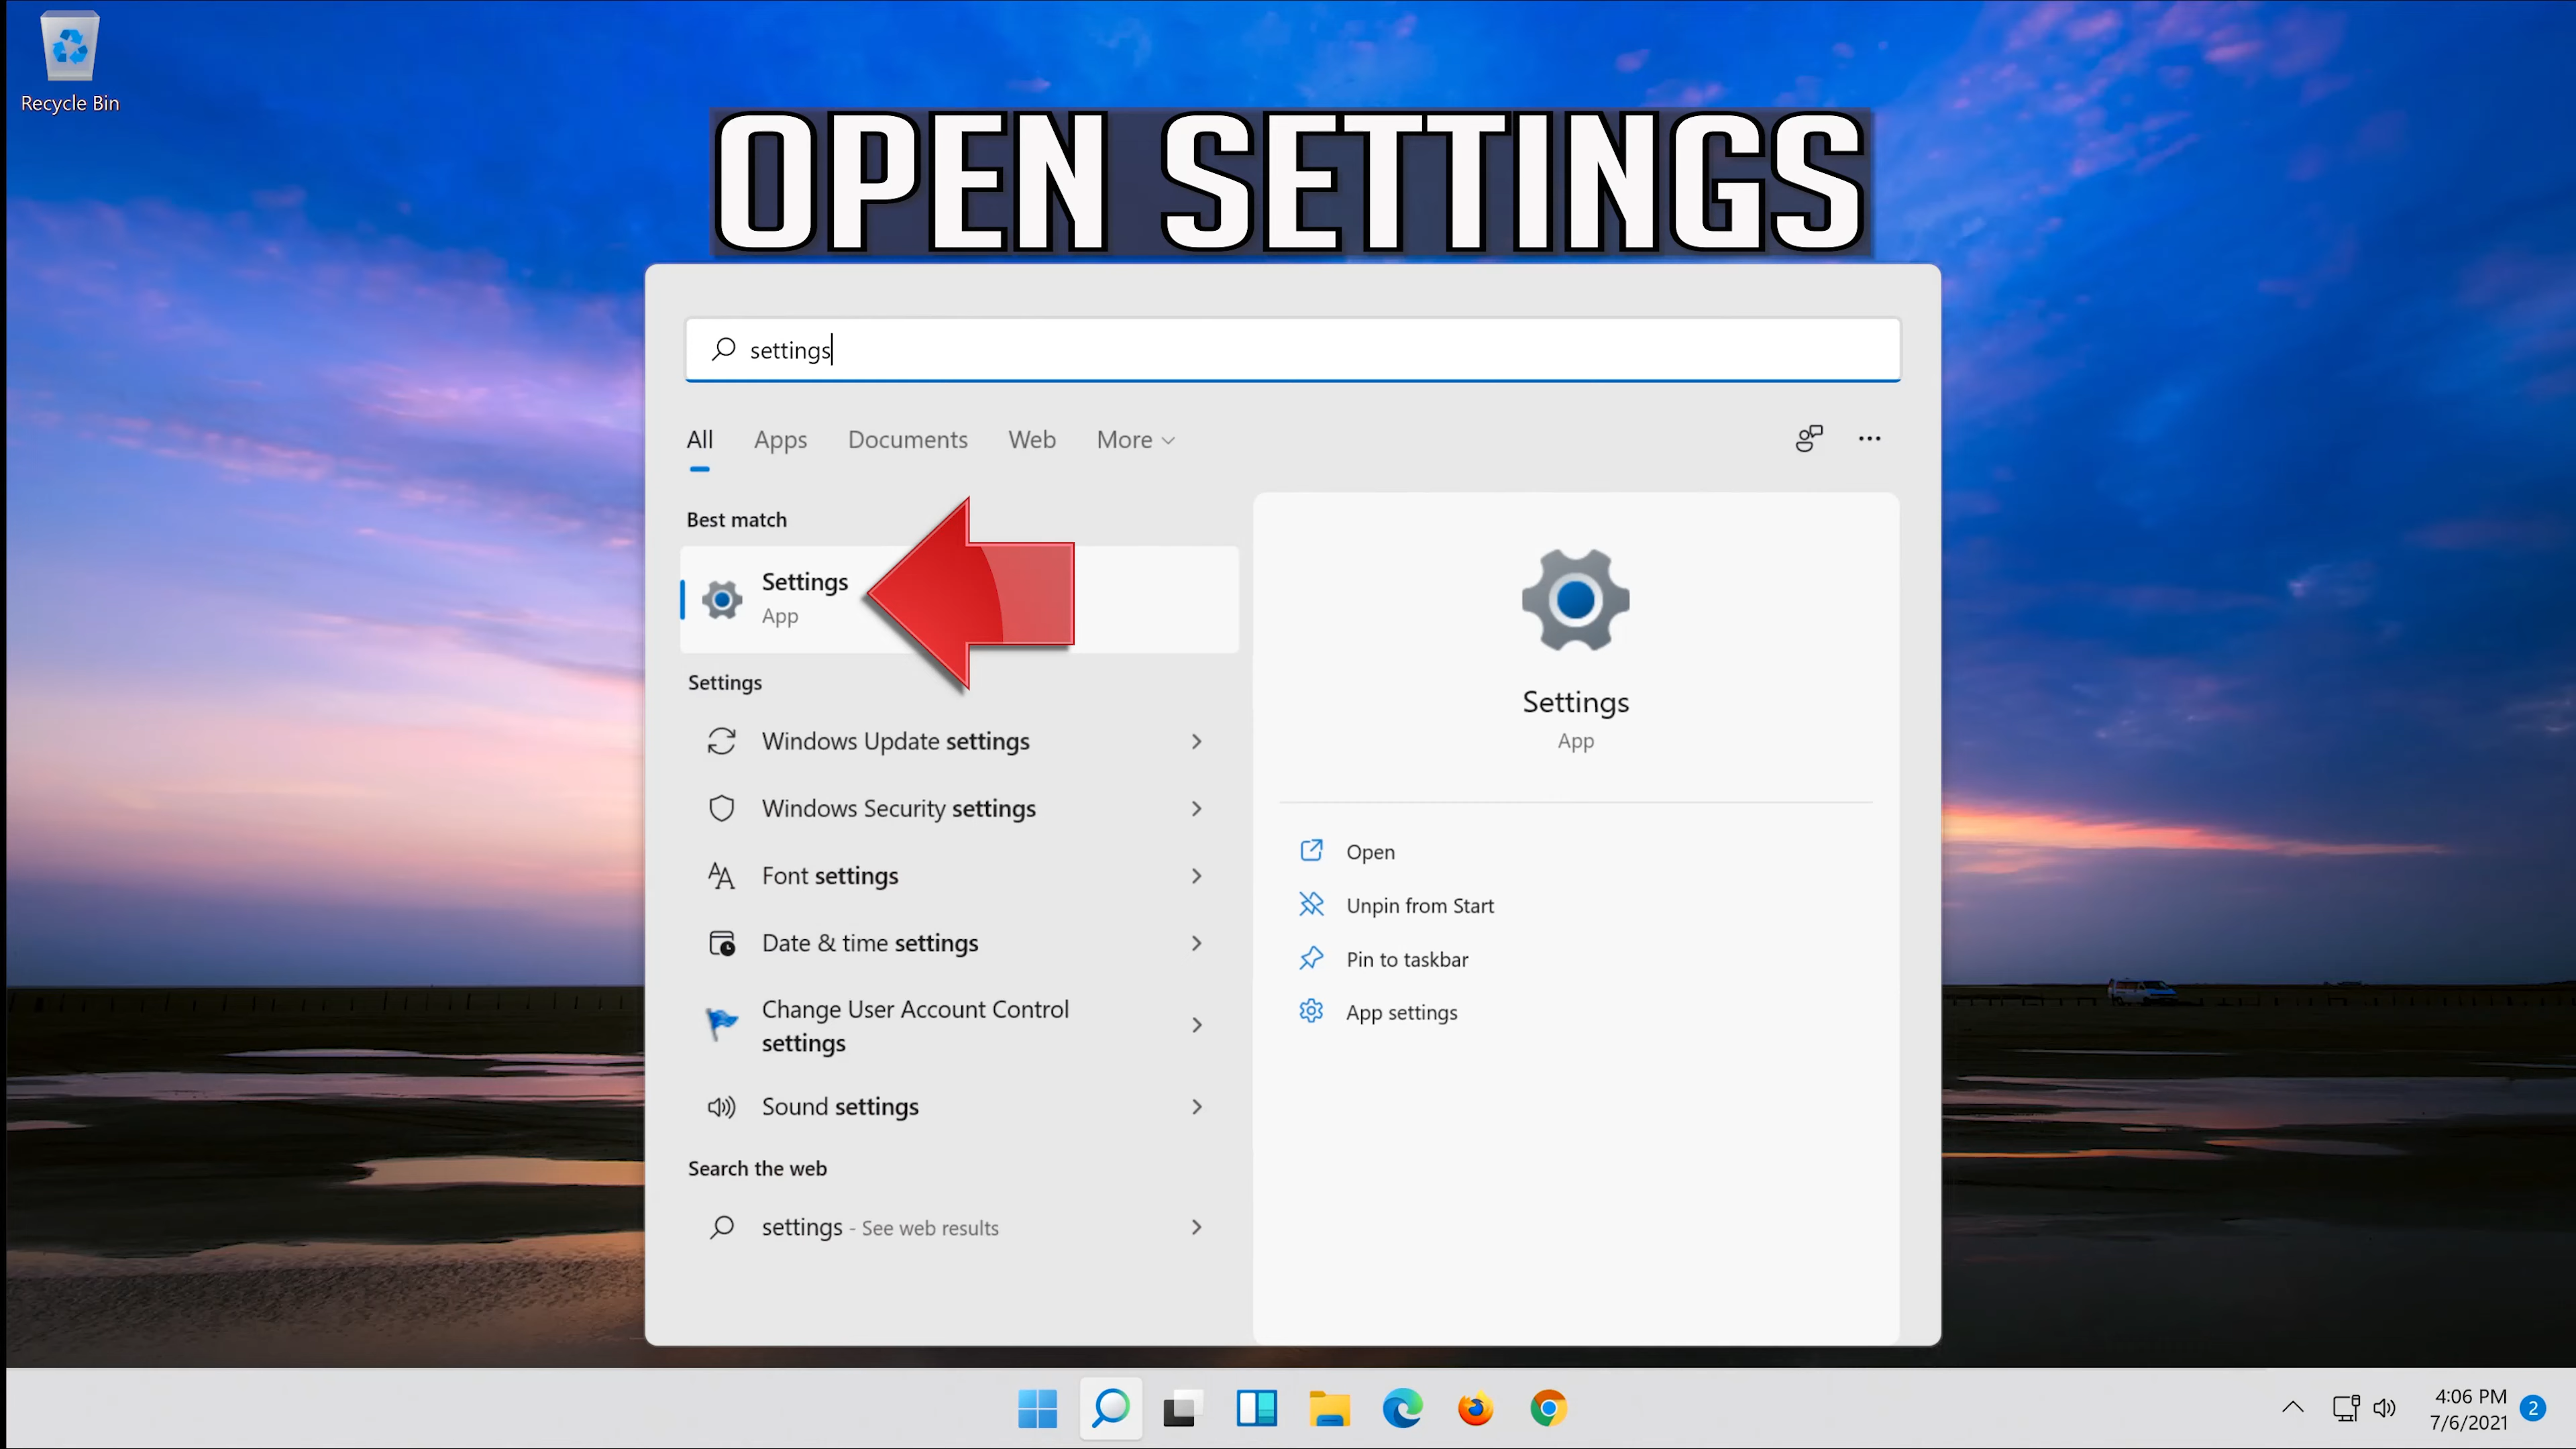 Recycle Bin
OPEN SETTINGS
settings
All Apps Documents Web More
Best match
Settings
App
Settings
Windows Update settings
Windows Security settings
Font settings
Date & time settings
Change User Account Control
settings
Sound settings
Search the web
settings - See web results
Settings
App
Open
Unpin from Start
Pin to taskbar
App settings
4:06 PM
7/6/2021
2